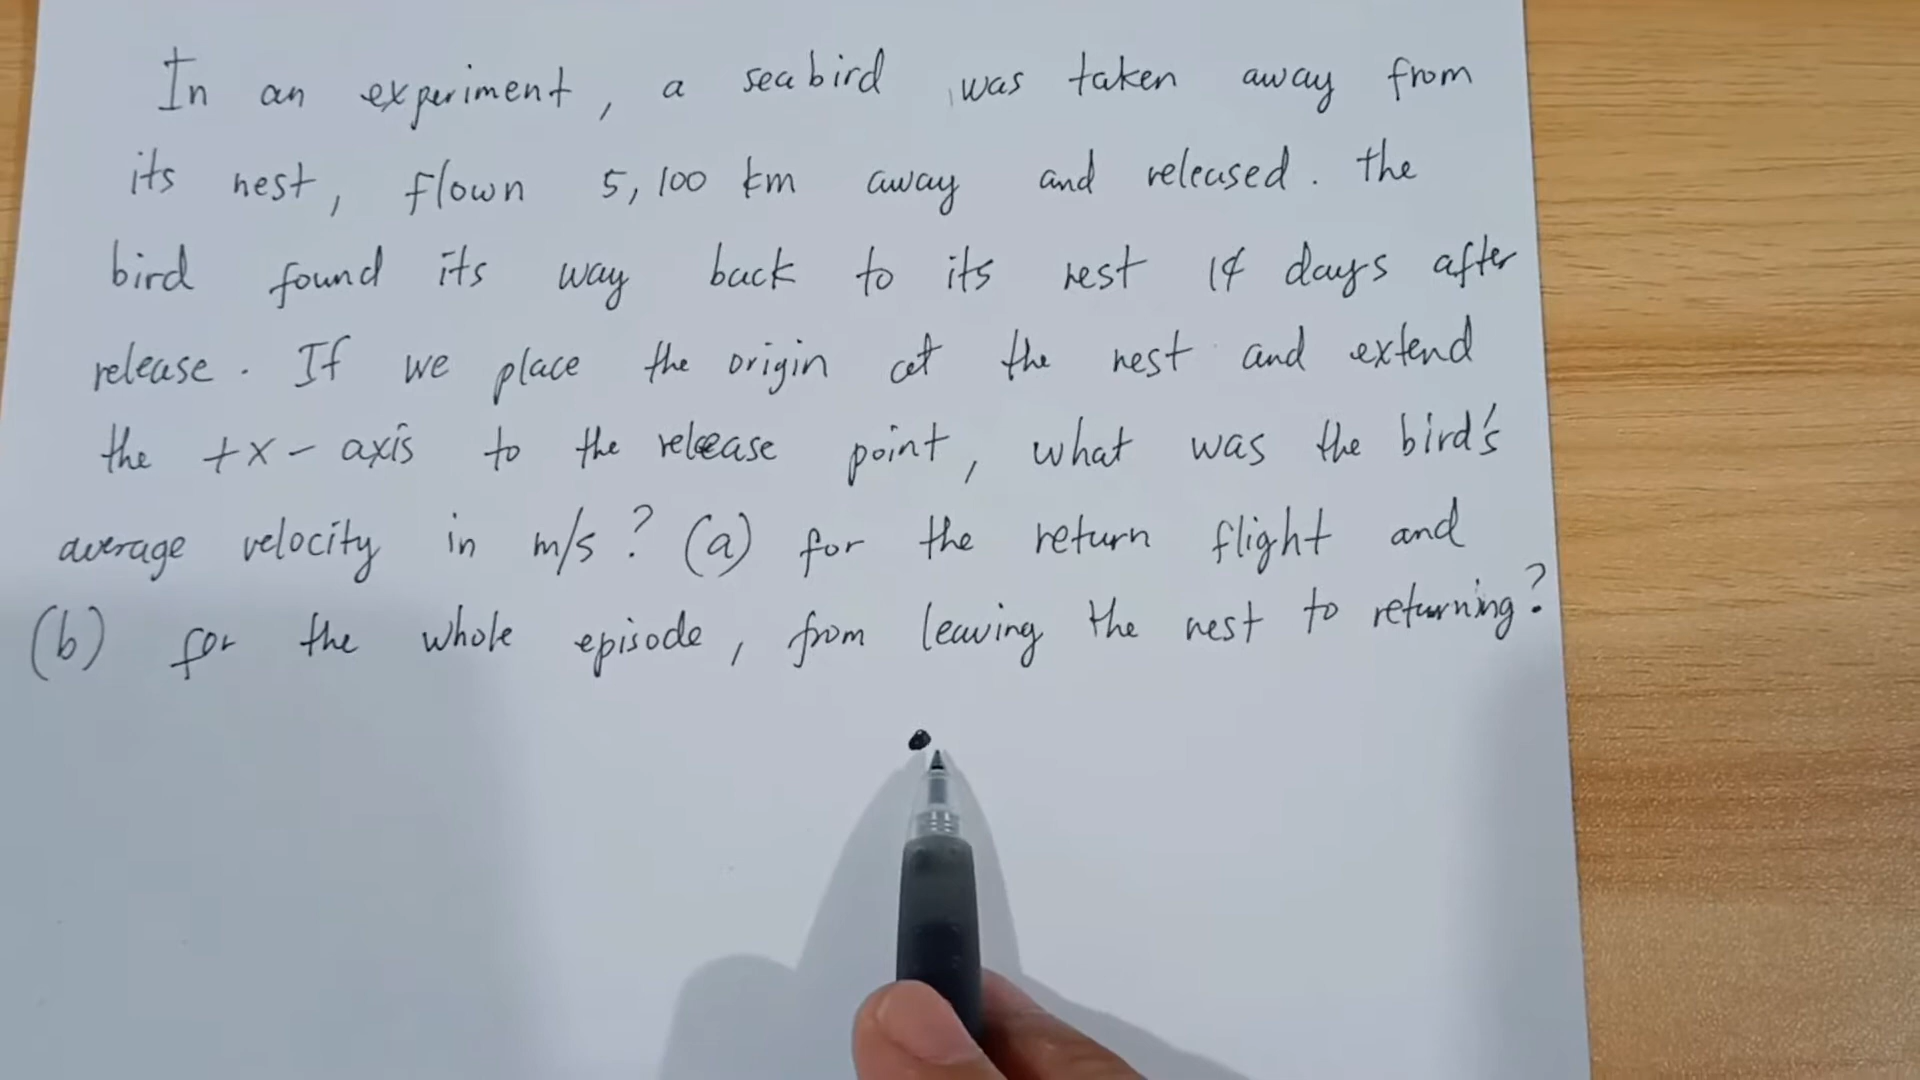 In an experiment, a seabird was taken away from
its nest, flown 5,100 km away and released. the
bird found its way back to its nest 14 days after
release. If we place the origin at the nest and extend
the +x-axis to the release point, what was the bird's
average velocity in m/s? (a) for the return flight and
(b) for the whole episode, from leaving the nest to returning?